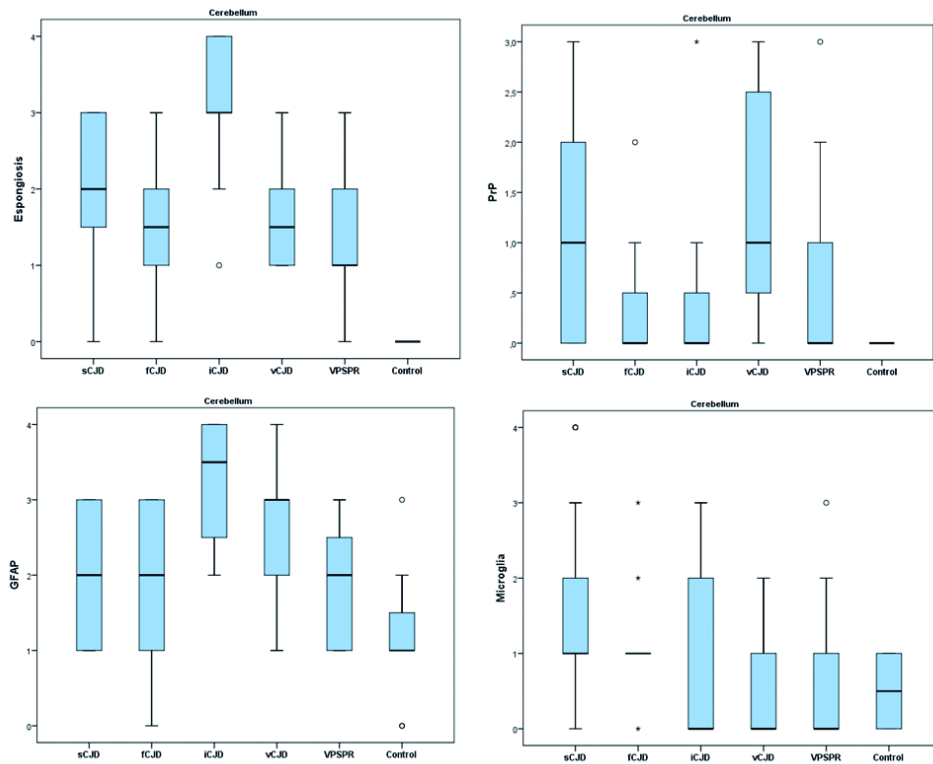 Cerebellum
Espongiosis
4
3
2
1
0
sCJD fCJD iCJD vCJD VPSPR Control
Cerebellum
PrP
3,0
2,5
2,0
1,5
1,0
,5
,0
sCJD fCJD iCJD vCJD VPSPR Control
Cerebellum
GFAP
4
3
2
1
0
sCJD fCJD iCJD vCJD VPSPR Control
Cerebellum
Microglia
4
3
2
1
0
sCJD fCJD iCJD vCJD VPSPR Control